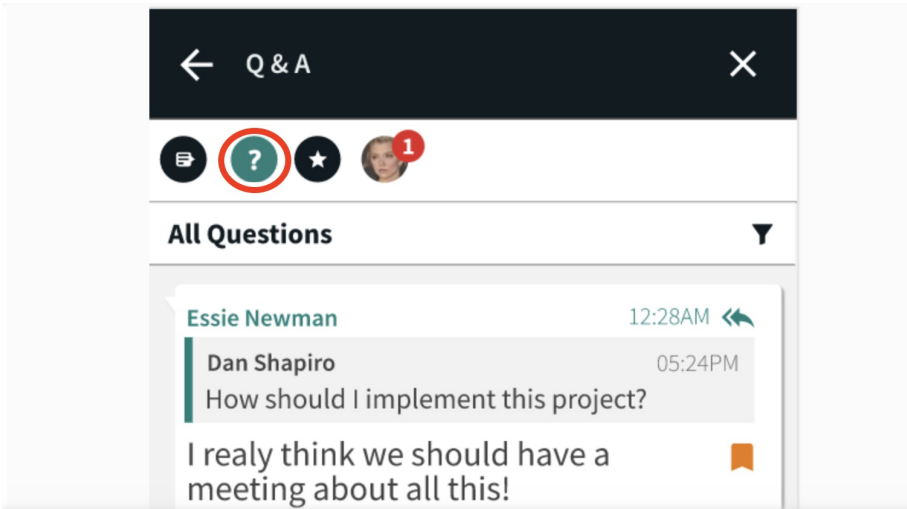 Q & A
?
1
All Questions
Essie Newman 12:28AM
Dan Shapiro 05:24PM
How should I implement this project?
I realy think we should have a
meeting about all this!